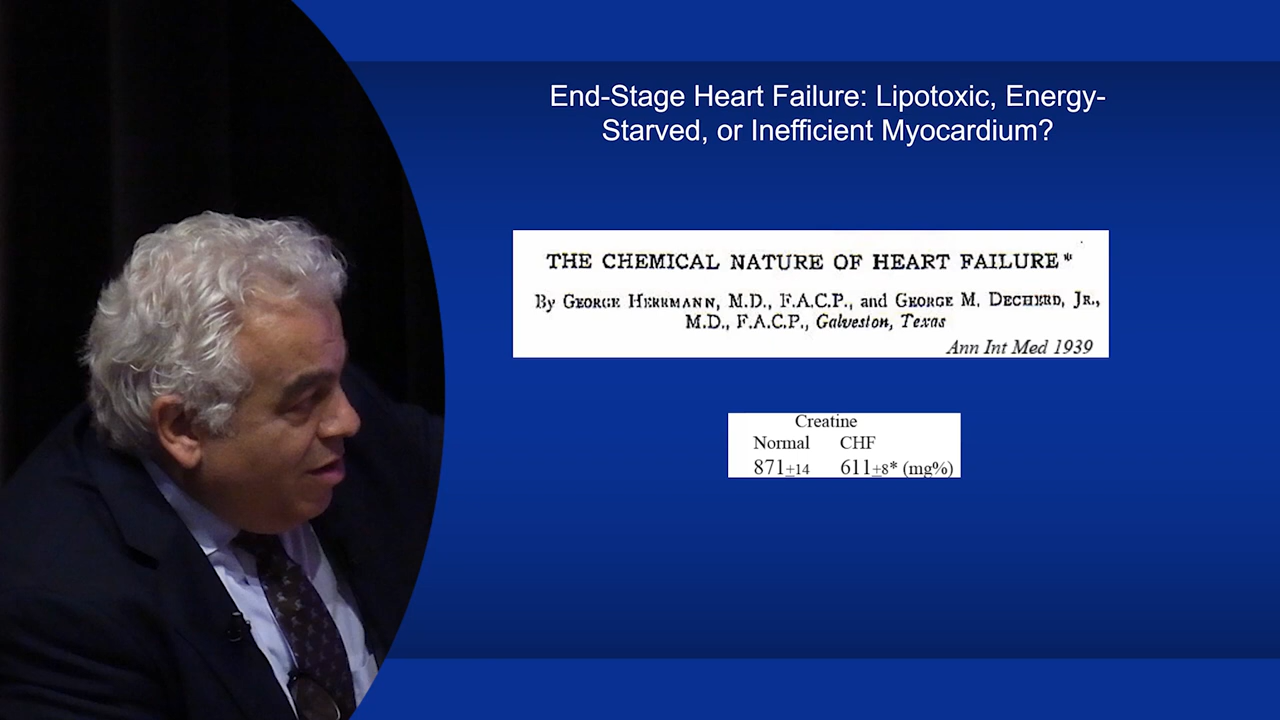 End-Stage Heart Failure: Lipotoxic, Energy-
Starved, or Inefficient Myocardium?
THE CHEMICAL NATURE OF HEART FAILURE*
By GEORGE HERRMANN, M.D., F.A.C.P., and GEORGE M. DECHERD, JR.,
M.D., F.A.C.P., Galveston, Texas
Ann Int Med 1939
Creatine
Normal CHF
871±14 611±8* (mg%)